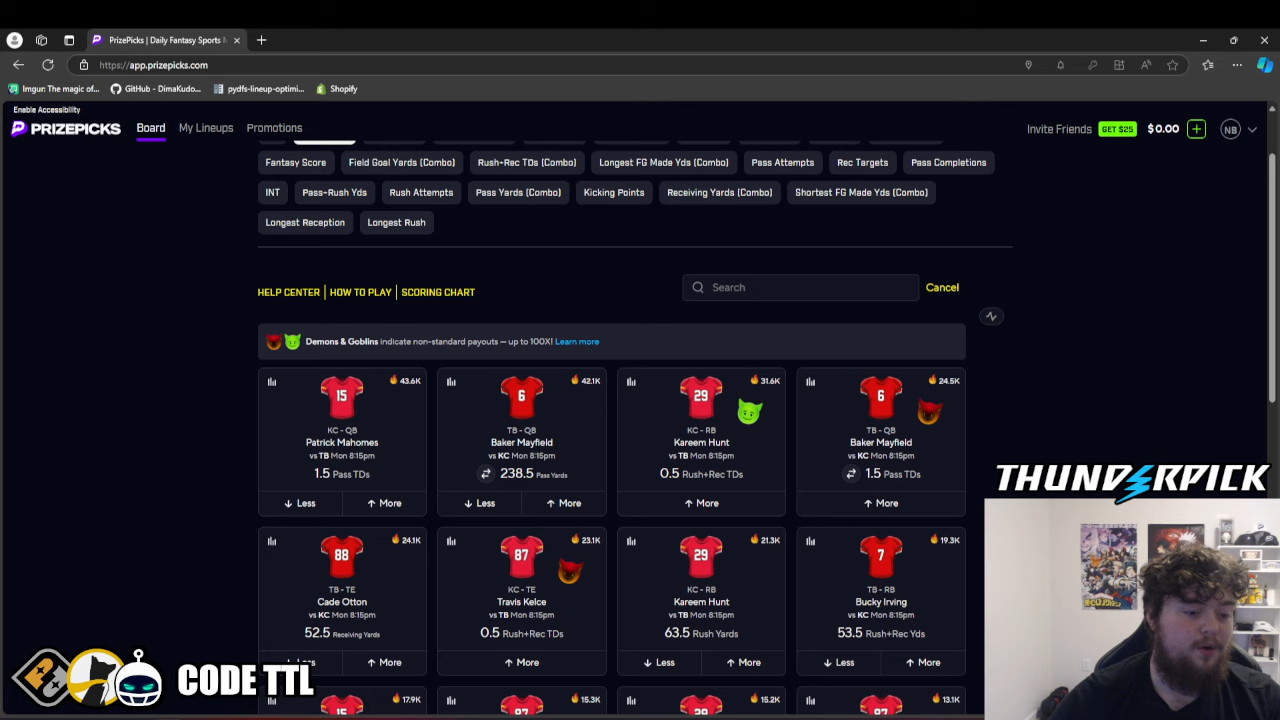 PrizePicks | Daily Fantasy Sports
https://app.prizepicks.com
Imgur: The magic of... GitHub - DimaKudo... pydfs-lineup-optimi... Shopify
Enable Accessibility
PRIZEPICKS Board My Lineups Promotions Invite Friends GET $25 $0.00 NB
Fantasy Score Field Goal Yards (Combo) Rush+Rec TDs (Combo) Longest FG Made Yds (Combo) Pass Attempts Rec Targets Pass Completions
INT Pass+Rush Yds Rush Attempts Pass Yards (Combo) Kicking Points Receiving Yards (Combo) Shortest FG Made Yds (Combo)
Longest Reception Longest Rush
HELP CENTER | HOW TO PLAY | SCORING CHART Search Cancel
Demons & Goblins indicate non-standard payouts — up to 100X! Learn more
15 43.6K
KC - QB
Patrick Mahomes
vs TB Mon 8:15pm
1.5 Pass TDs
Less More
6 42.1K
TB - QB
Baker Mayfield
vs KC Mon 8:15pm
238.5 Pass Yards
Less More
29 31.6K
KC - RB
Kareem Hunt
vs TB Mon 8:15pm
0.5 Rush+Rec TDs
More
6 24.5K
TB - QB
Baker Mayfield
vs KC Mon 8:15pm
1.5 Pass TDs
More
88 24.1K
TB - TE
Cade Otton
vs KC Mon 8:15pm
52.5 Receiving Yards
Less More
87 23.1K
KC - TE
Travis Kelce
vs TB Mon 8:15pm
0.5 Rush+Rec TDs
More
29 21.3K
KC - RB
Kareem Hunt
vs TB Mon 8:15pm
63.5 Rush Yards
Less More
7 19.3K
TB - RB
Bucky Irving
vs KC Mon 8:15pm
53.5 Rush+Rec Yds
Less More
15 17.9K
87 15.3K
15.2K
87 13.1K
THUNDERPICK
CODE TTL